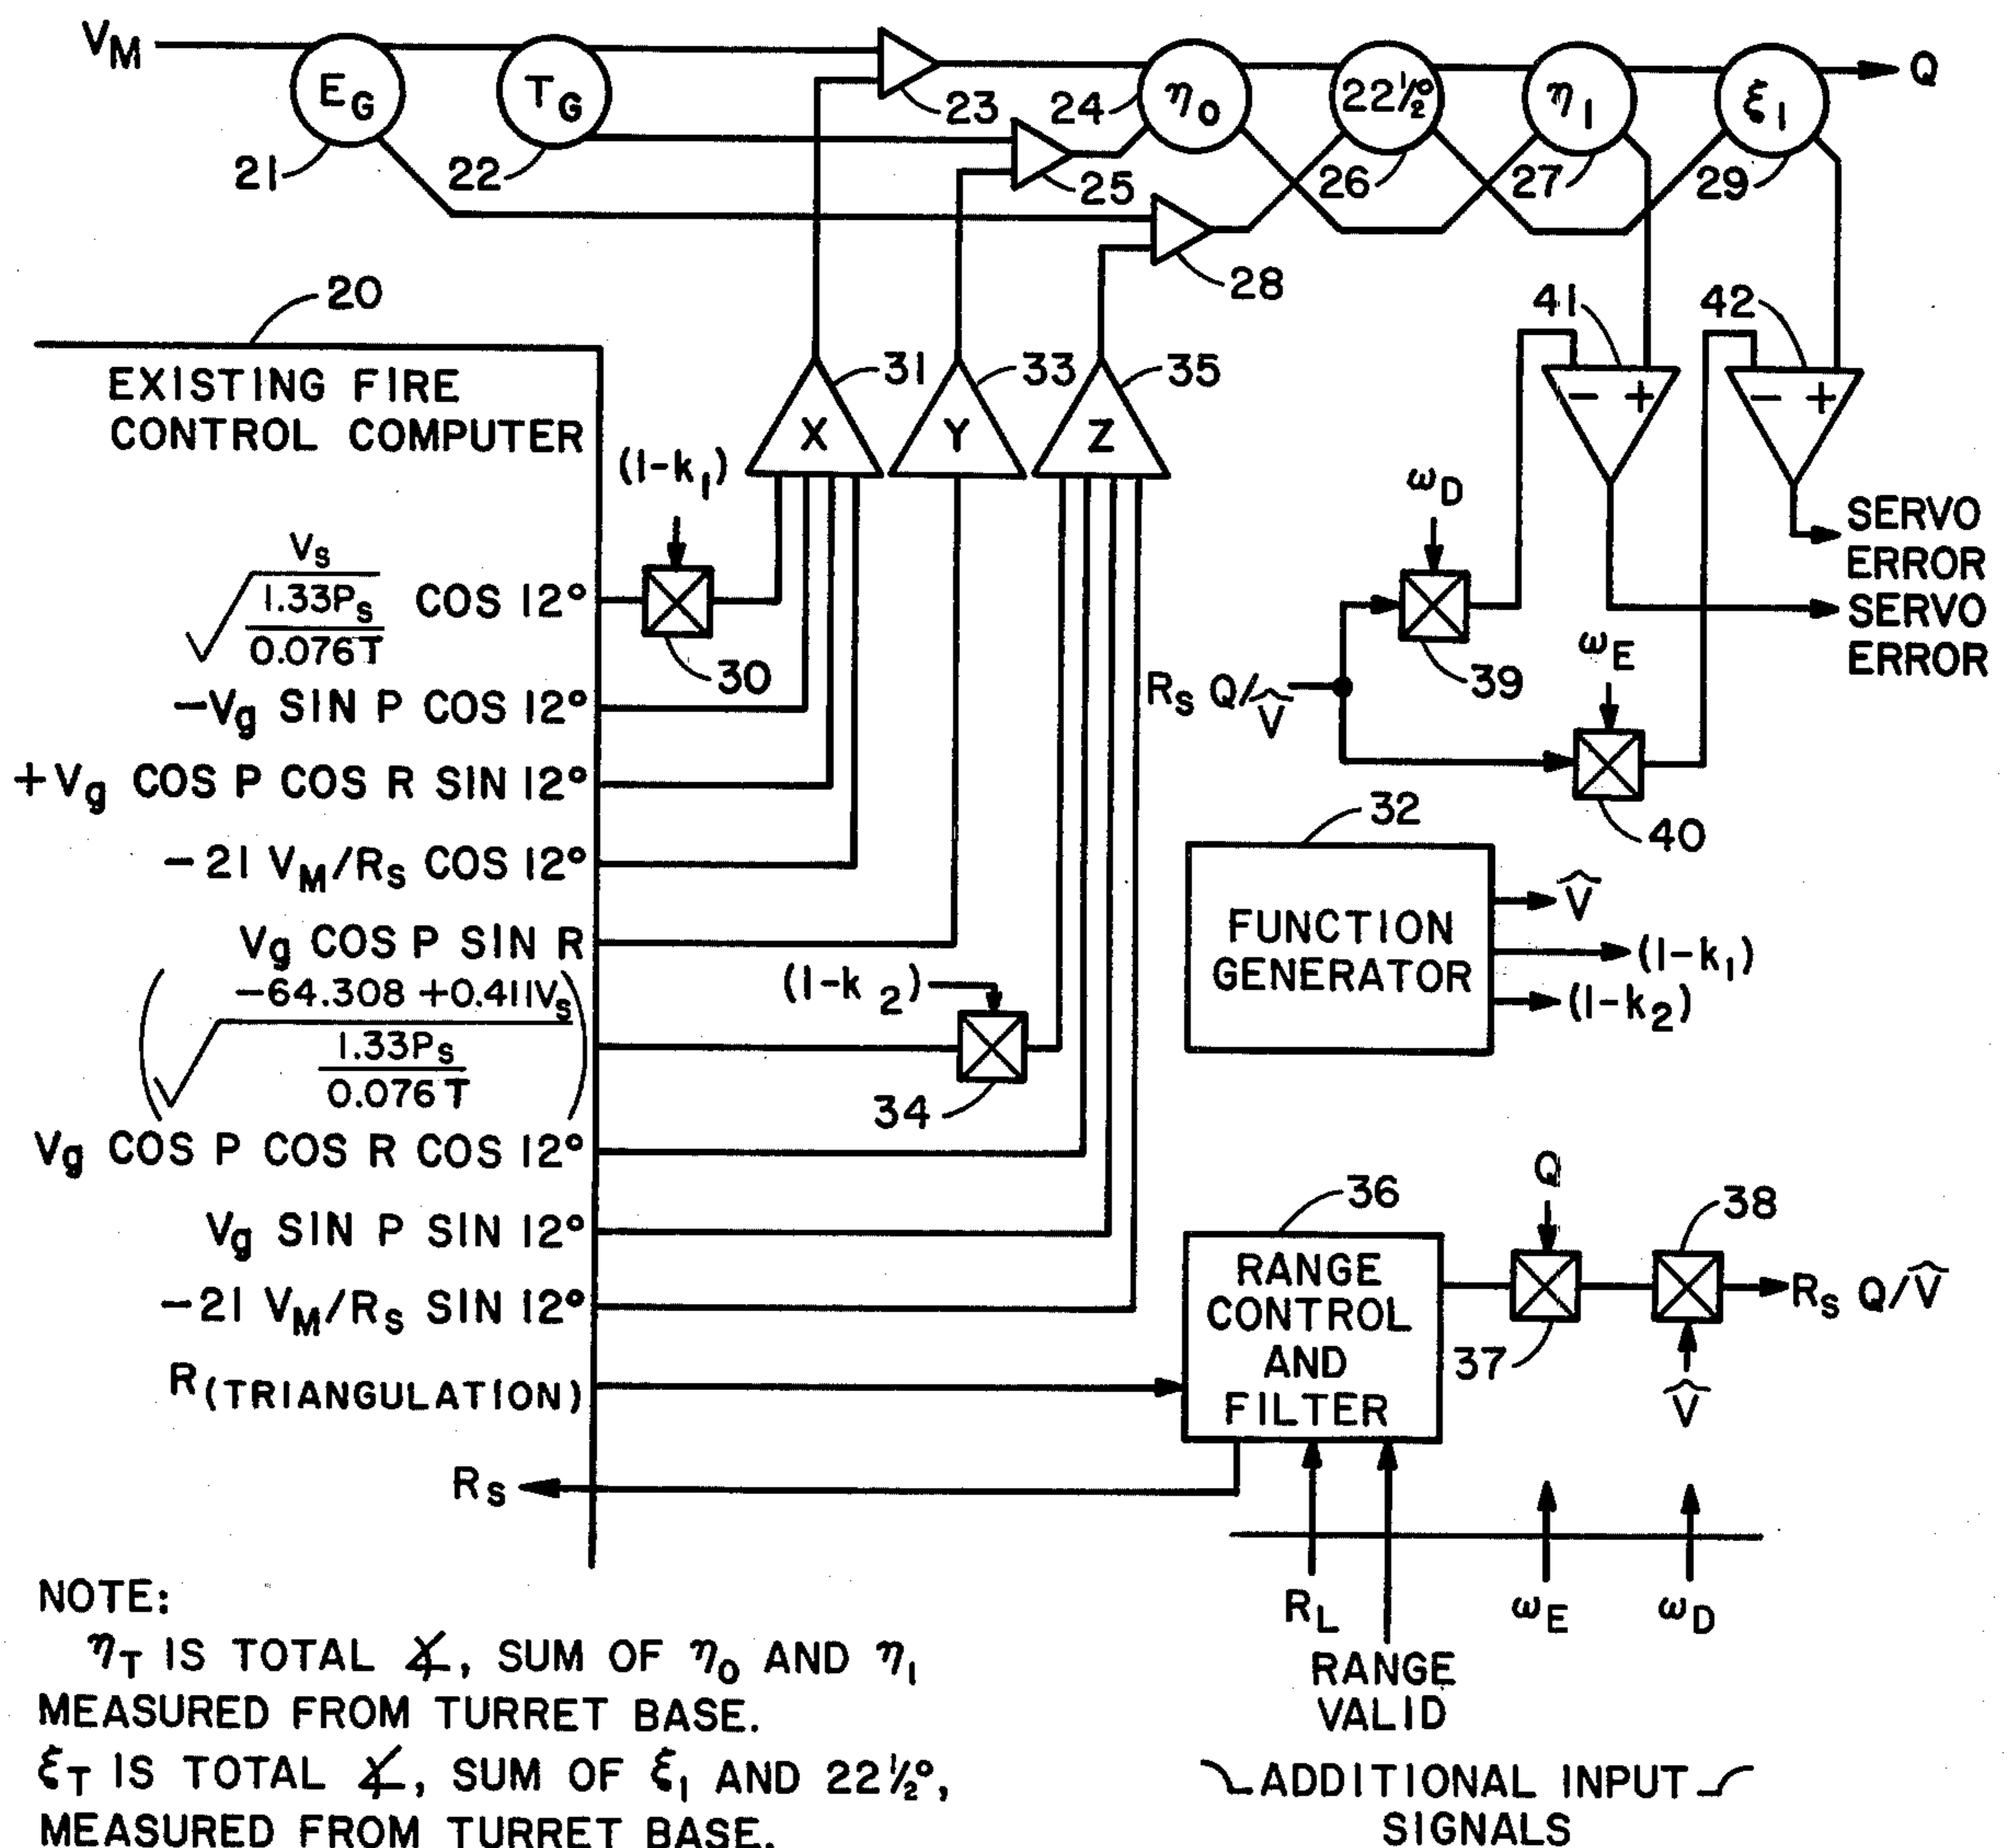 V_M
E_G
T_G
η_0
22½°
η_1
ξ_1
Q
21
22
23
24
25
26
27
28
29
20
EXISTING FIRE
CONTROL COMPUTER
31
33
35
X
Y
Z
41
42
− +
− +
(1-k_1)
ω_D
SERVO
ERROR
SERVO
ERROR
V_S
√ 1.33P_S
0.076T
COS 12°
30
39
ω_E
R_S Q/V̂
40
−V_g SIN P COS 12°
+V_g COS P COS R SIN 12°
−21 V_M/R_S COS 12°
V_g COS P SIN R
32
FUNCTION
GENERATOR
V̂
(1-k_1)
(1-k_2)
(1-k_2)
(−64.308 +0.411V_S
√ 1.33P_S
0.076T)
34
V_g COS P COS R COS 12°
V_g SIN P SIN 12°
−21 V_M/R_S SIN 12°
R(TRIANGULATION)
R_S
36
RANGE
CONTROL
AND
FILTER
Q
37
38
V̂
R_S Q/V̂
R_L
RANGE
VALID
ω_E
ω_D
ADDITIONAL INPUT
SIGNALS
NOTE:
η_T IS TOTAL ∡, SUM OF η_0 AND η_1
MEASURED FROM TURRET BASE.
ξ_T IS TOTAL ∡, SUM OF ξ_1 AND 22½°,
MEASURED FROM TURRET BASE.